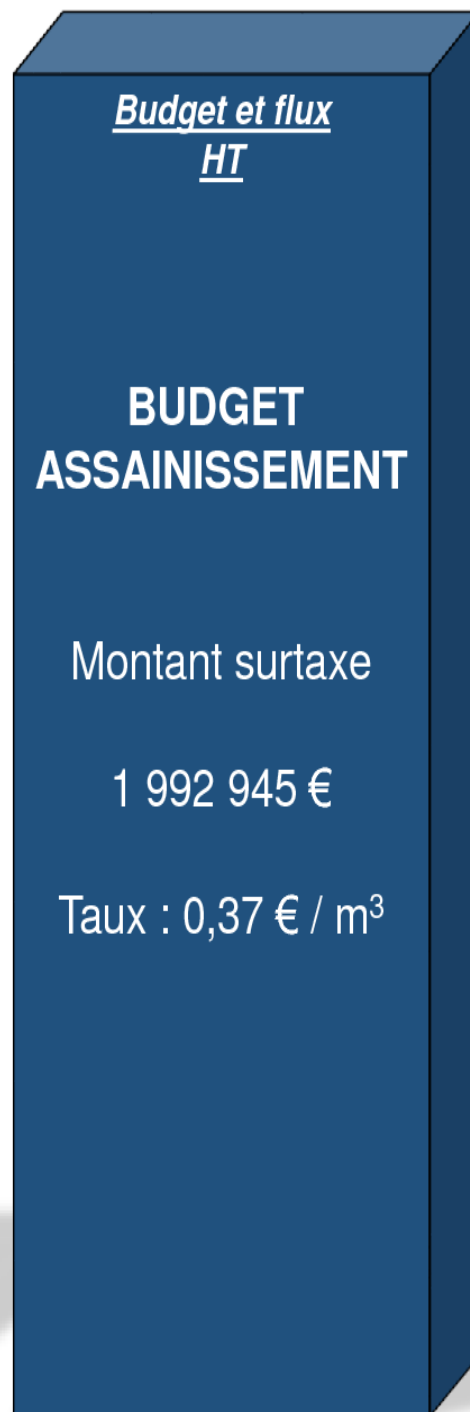 Budget et flux
HT
BUDGET
ASSAINISSEMENT
Montant surtaxe
1 992 945 €
Taux : 0,37 € / m³